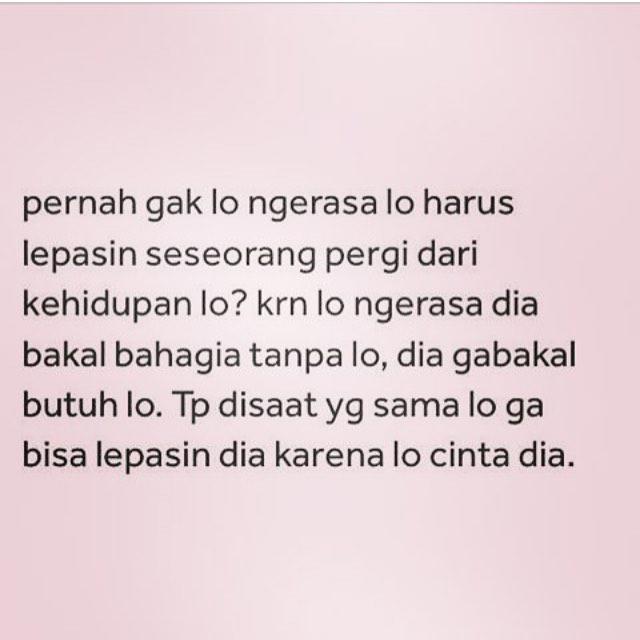 pernah gak lo ngerasa lo harus
lepasin seseorang pergi dari
kehidupan lo? krn lo ngerasa dia
bakal bahagia tanpa lo, dia gabakal
butuh lo. Tp disaat yg sama lo ga
bisa lepasin dia karena lo cinta dia.